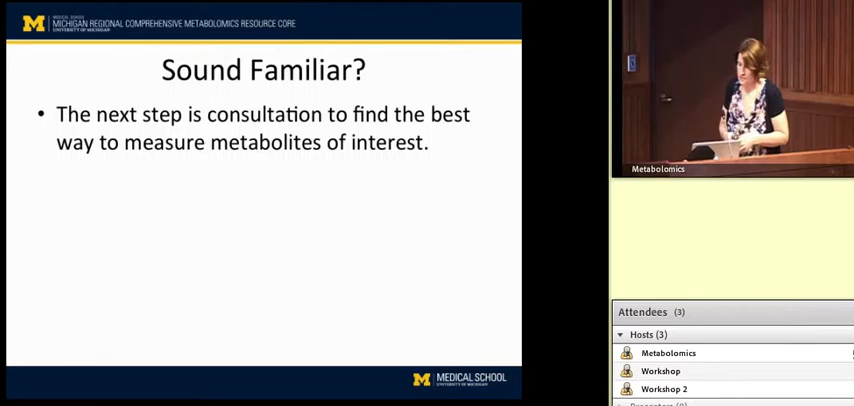 M
MEDICAL SCHOOL
MICHIGAN REGIONAL COMPREHENSIVE METABOLOMICS RESOURCE CORE
UNIVERSITY OF MICHIGAN
Sound Familiar?
• The next step is consultation to find the best
way to measure metabolites of interest.
M MEDICAL SCHOOL
UNIVERSITY OF MICHIGAN
Metabolomics
Attendees (3)
Hosts (3)
Metabolomics
Workshop
Workshop 2